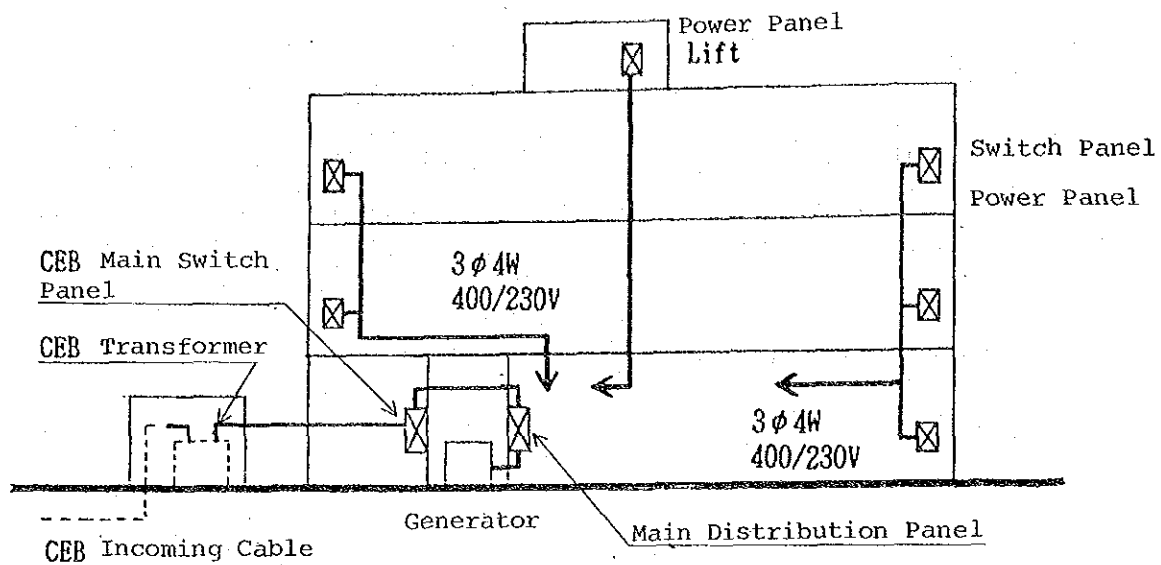 Power Panel
Lift
Switch Panel
Power Panel
CEB Main Switch
Panel
3φ4W
400/230V
CEB Transformer
3φ4W
400/230V
Generator
Main Distribution Panel
CEB Incoming Cable